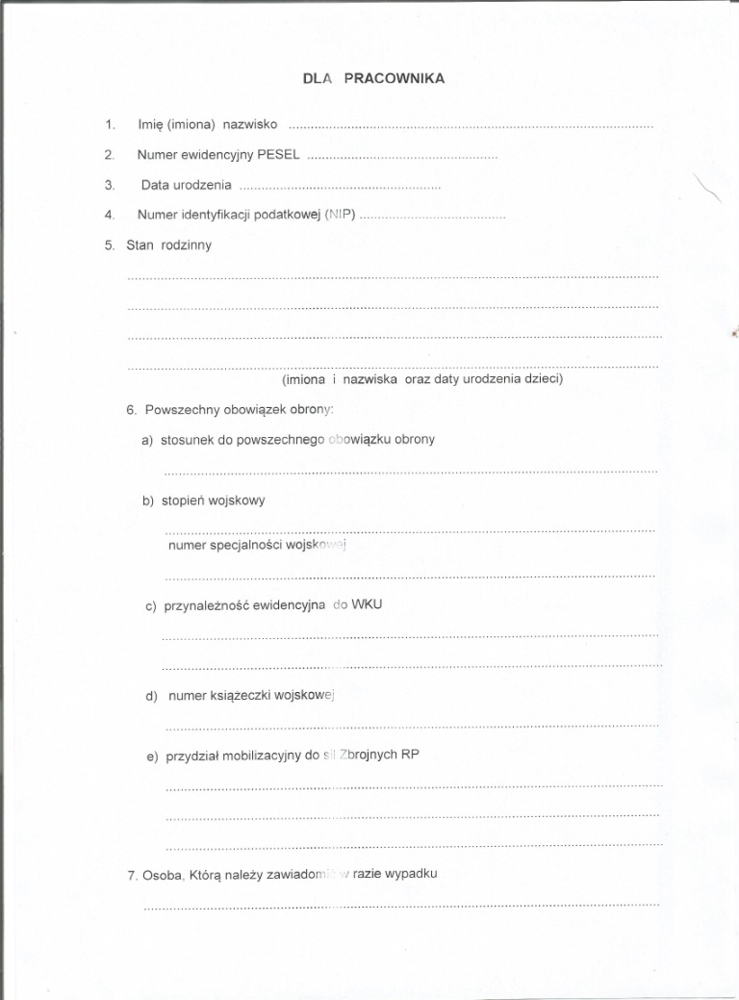 DLA PRACOWNIKA
1. Imię (imiona) nazwisko ................................................................
2. Numer ewidencyjny PESEL ................................................
3. Data urodzenia ................................................
4. Numer identyfikacji podatkowej (NIP) ......................................
5. Stan rodzinny
(imiona i nazwiska oraz daty urodzenia dzieci)
6. Powszechny obowiązek obrony:
a) stosunek do powszechnego obowiązku obrony
b) stopień wojskowy
numer specjalności wojskowej
c) przynależność ewidencyjna do WKU
d) numer książeczki wojskowej
e) przydział mobilizacyjny do sił Zbrojnych RP
7. Osoba, Którą należy zawiadomić w razie wypadku